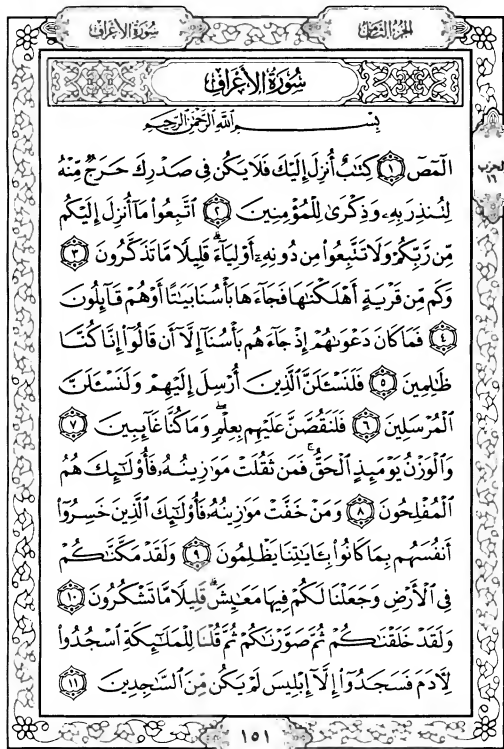 سُورَةُ الأَعْرَافِ
الجُزْءُ الثَّامِنُ
سُورَةُ الأَعْرَافِ
بِسْمِ اللَّهِ الرَّحْمَٰنِ الرَّحِيمِ
الحزب
١٦
الٓمٓصٓ ١ كِتَٰبٌ أُنزِلَ إِلَيْكَ فَلَا يَكُن فِى صَدْرِكَ حَرَجٌ مِّنْهُ
لِتُنذِرَ بِهِۦ وَذِكْرَىٰ لِلْمُؤْمِنِينَ ٢ ٱتَّبِعُوا۟ مَآ أُنزِلَ إِلَيْكُم
مِّن رَّبِّكُمْ وَلَا تَتَّبِعُوا۟ مِن دُونِهِۦٓ أَوْلِيَآءَ ۗ قَلِيلًا مَّا تَذَكَّرُونَ ٣
وَكَم مِّن قَرْيَةٍ أَهْلَكْنَٰهَا فَجَآءَهَا بَأْسُنَا بَيَٰتًا أَوْ هُمْ قَآئِلُونَ
٤ فَمَا كَانَ دَعْوَىٰهُمْ إِذْ جَآءَهُم بَأْسُنَآ إِلَّآ أَن قَالُوٓا۟ إِنَّا كُنَّا
ظَٰلِمِينَ ٥ فَلَنَسْـَٔلَنَّ ٱلَّذِينَ أُرْسِلَ إِلَيْهِمْ وَلَنَسْـَٔلَنَّ
ٱلْمُرْسَلِينَ ٦ فَلَنَقُصَّنَّ عَلَيْهِم بِعِلْمٍ ۖ وَمَا كُنَّا غَآئِبِينَ ٧
وَٱلْوَزْنُ يَوْمَئِذٍ ٱلْحَقُّ ۚ فَمَن ثَقُلَتْ مَوَٰزِينُهُۥ فَأُو۟لَٰٓئِكَ هُمُ
ٱلْمُفْلِحُونَ ٨ وَمَنْ خَفَّتْ مَوَٰزِينُهُۥ فَأُو۟لَٰٓئِكَ ٱلَّذِينَ خَسِرُوٓا۟
أَنفُسَهُم بِمَا كَانُوا۟ بِـَٔايَٰتِنَا يَظْلِمُونَ ٩ وَلَقَدْ مَكَّنَّٰكُمْ
فِى ٱلْأَرْضِ وَجَعَلْنَا لَكُمْ فِيهَا مَعَٰيِشَ ۗ قَلِيلًا مَّا تَشْكُرُونَ ١٠
وَلَقَدْ خَلَقْنَٰكُمْ ثُمَّ صَوَّرْنَٰكُمْ ثُمَّ قُلْنَا لِلْمَلَٰٓئِكَةِ ٱسْجُدُوا۟
لِـَٔادَمَ فَسَجَدُوٓا۟ إِلَّآ إِبْلِيسَ لَمْ يَكُن مِّنَ ٱلسَّٰجِدِينَ ١١
١٥١